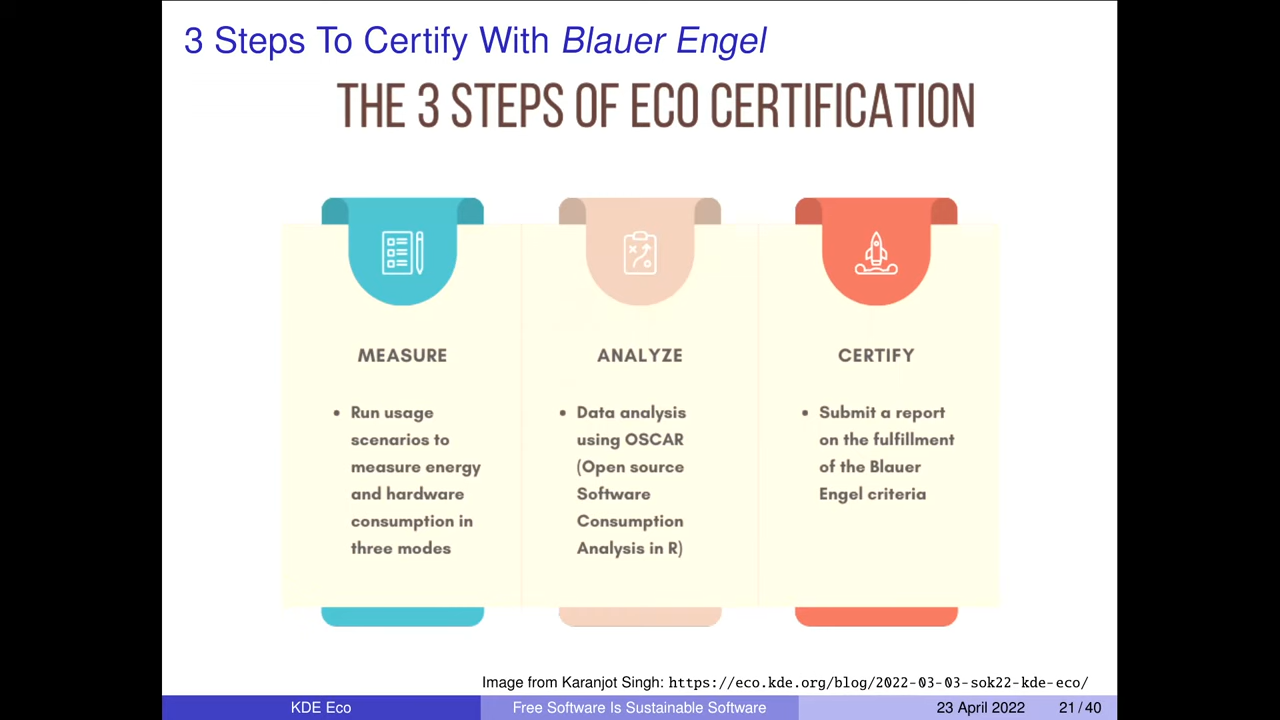 3 Steps To Certify With Blauer Engel
THE 3 STEPS OF ECO CERTIFICATION
MEASURE
• Run usage
scenarios to
measure energy
and hardware
consumption in
three modes
ANALYZE
• Data analysis
using OSCAR
(Open source
Software
Consumption
Analysis in R)
CERTIFY
• Submit a report
on the fulfillment
of the Blauer
Engel criteria
Image from Karanjot Singh: https://eco.kde.org/blog/2022-03-03-sok22-kde-eco/
KDE Eco Free Software Is Sustainable Software 23 April 2022 21 / 40